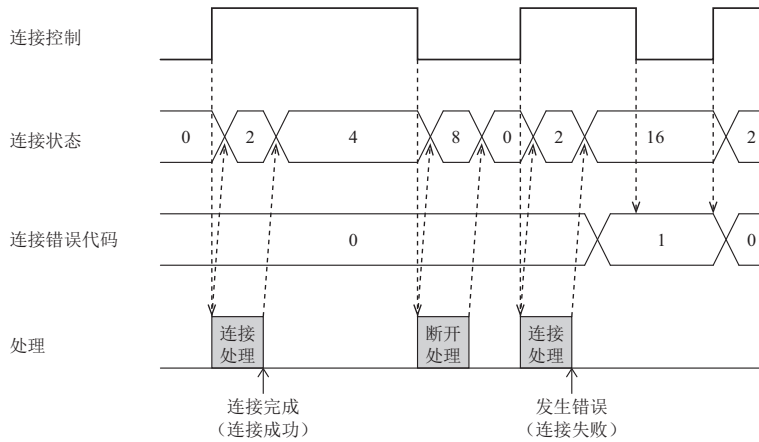 连接控制
连接状态
0 2 4 8 0 2 16 2
连接错误代码
0 1 0
处理
连接
处理
断开
处理
连接
处理
连接完成
（连接成功）
发生错误
（连接失败）